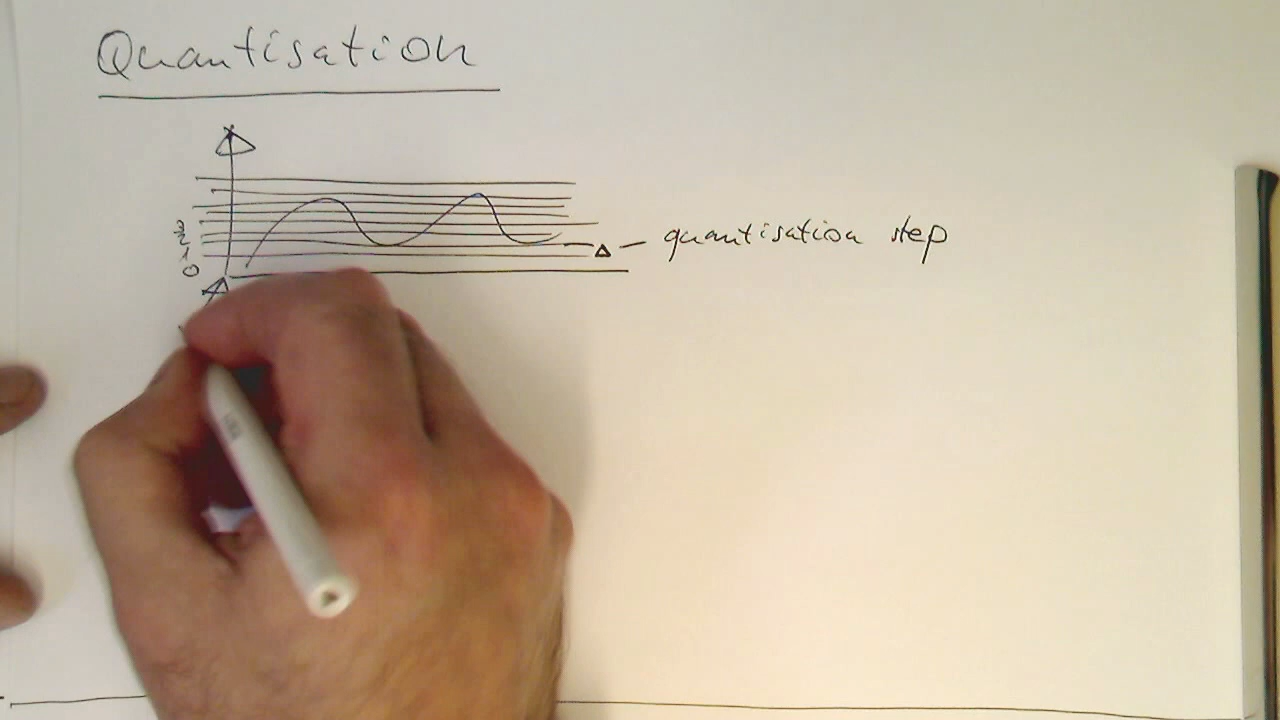 Quantisation
3
2
1
0
Δ – quantisation step